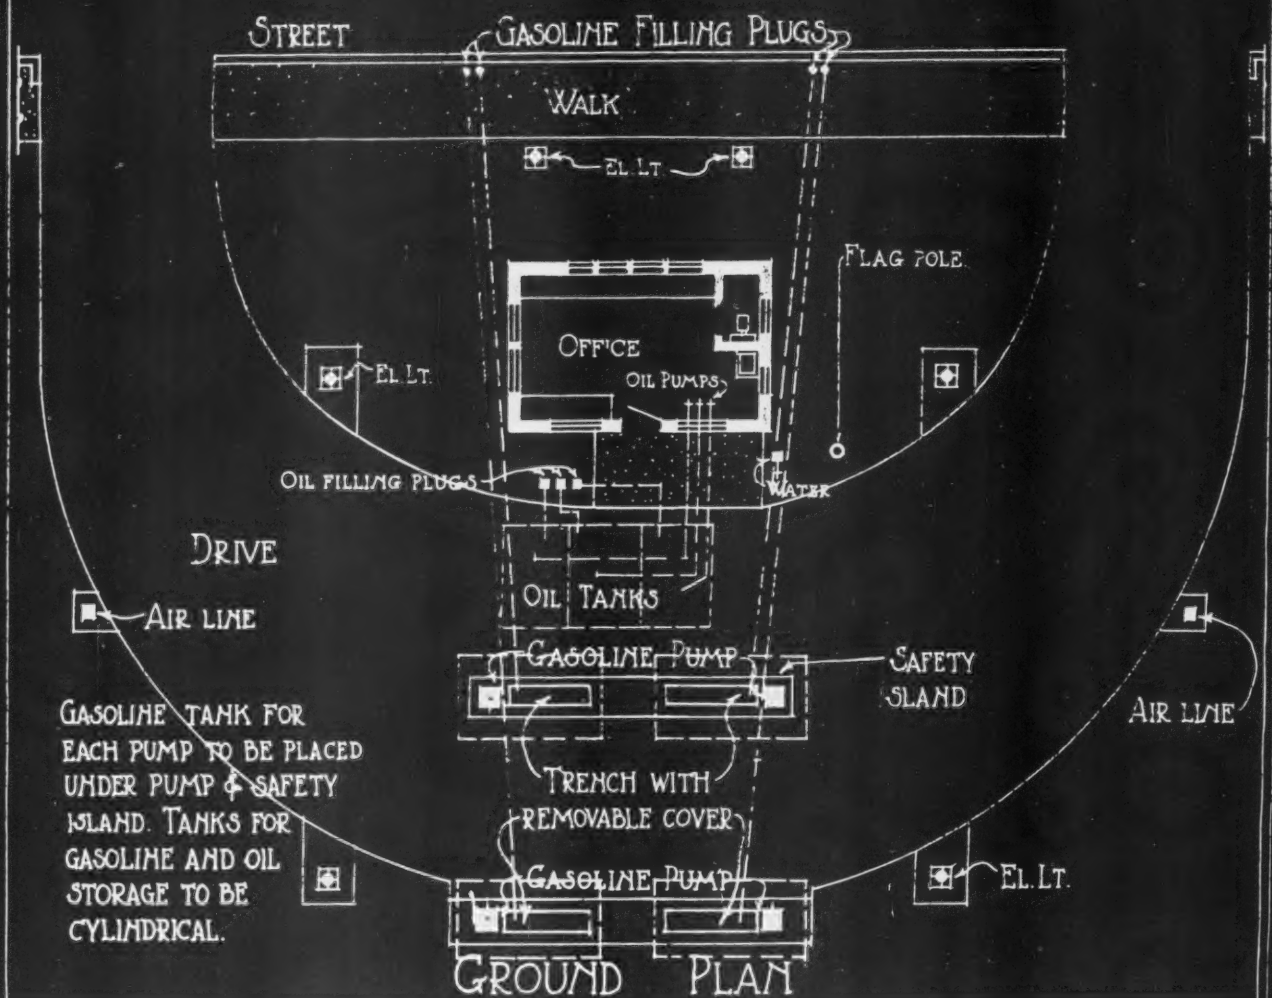 STREET
GASOLINE FILLING PLUGS
WALK
EL. LT.
FLAG POLE
OFFICE
OIL PUMPS
EL. LT.
OIL FILLING PLUGS
WATER
DRIVE
OIL TANKS
AIR LINE
GASOLINE PUMP
SAFETY
ISLAND
AIR LINE
GASOLINE TANK FOR
EACH PUMP TO BE PLACED
UNDER PUMP & SAFETY
ISLAND. TANKS FOR
GASOLINE AND OIL
STORAGE TO BE
CYLINDRICAL.
TRENCH WITH
REMOVABLE COVER
GASOLINE PUMP
EL. LT.
GROUND PLAN